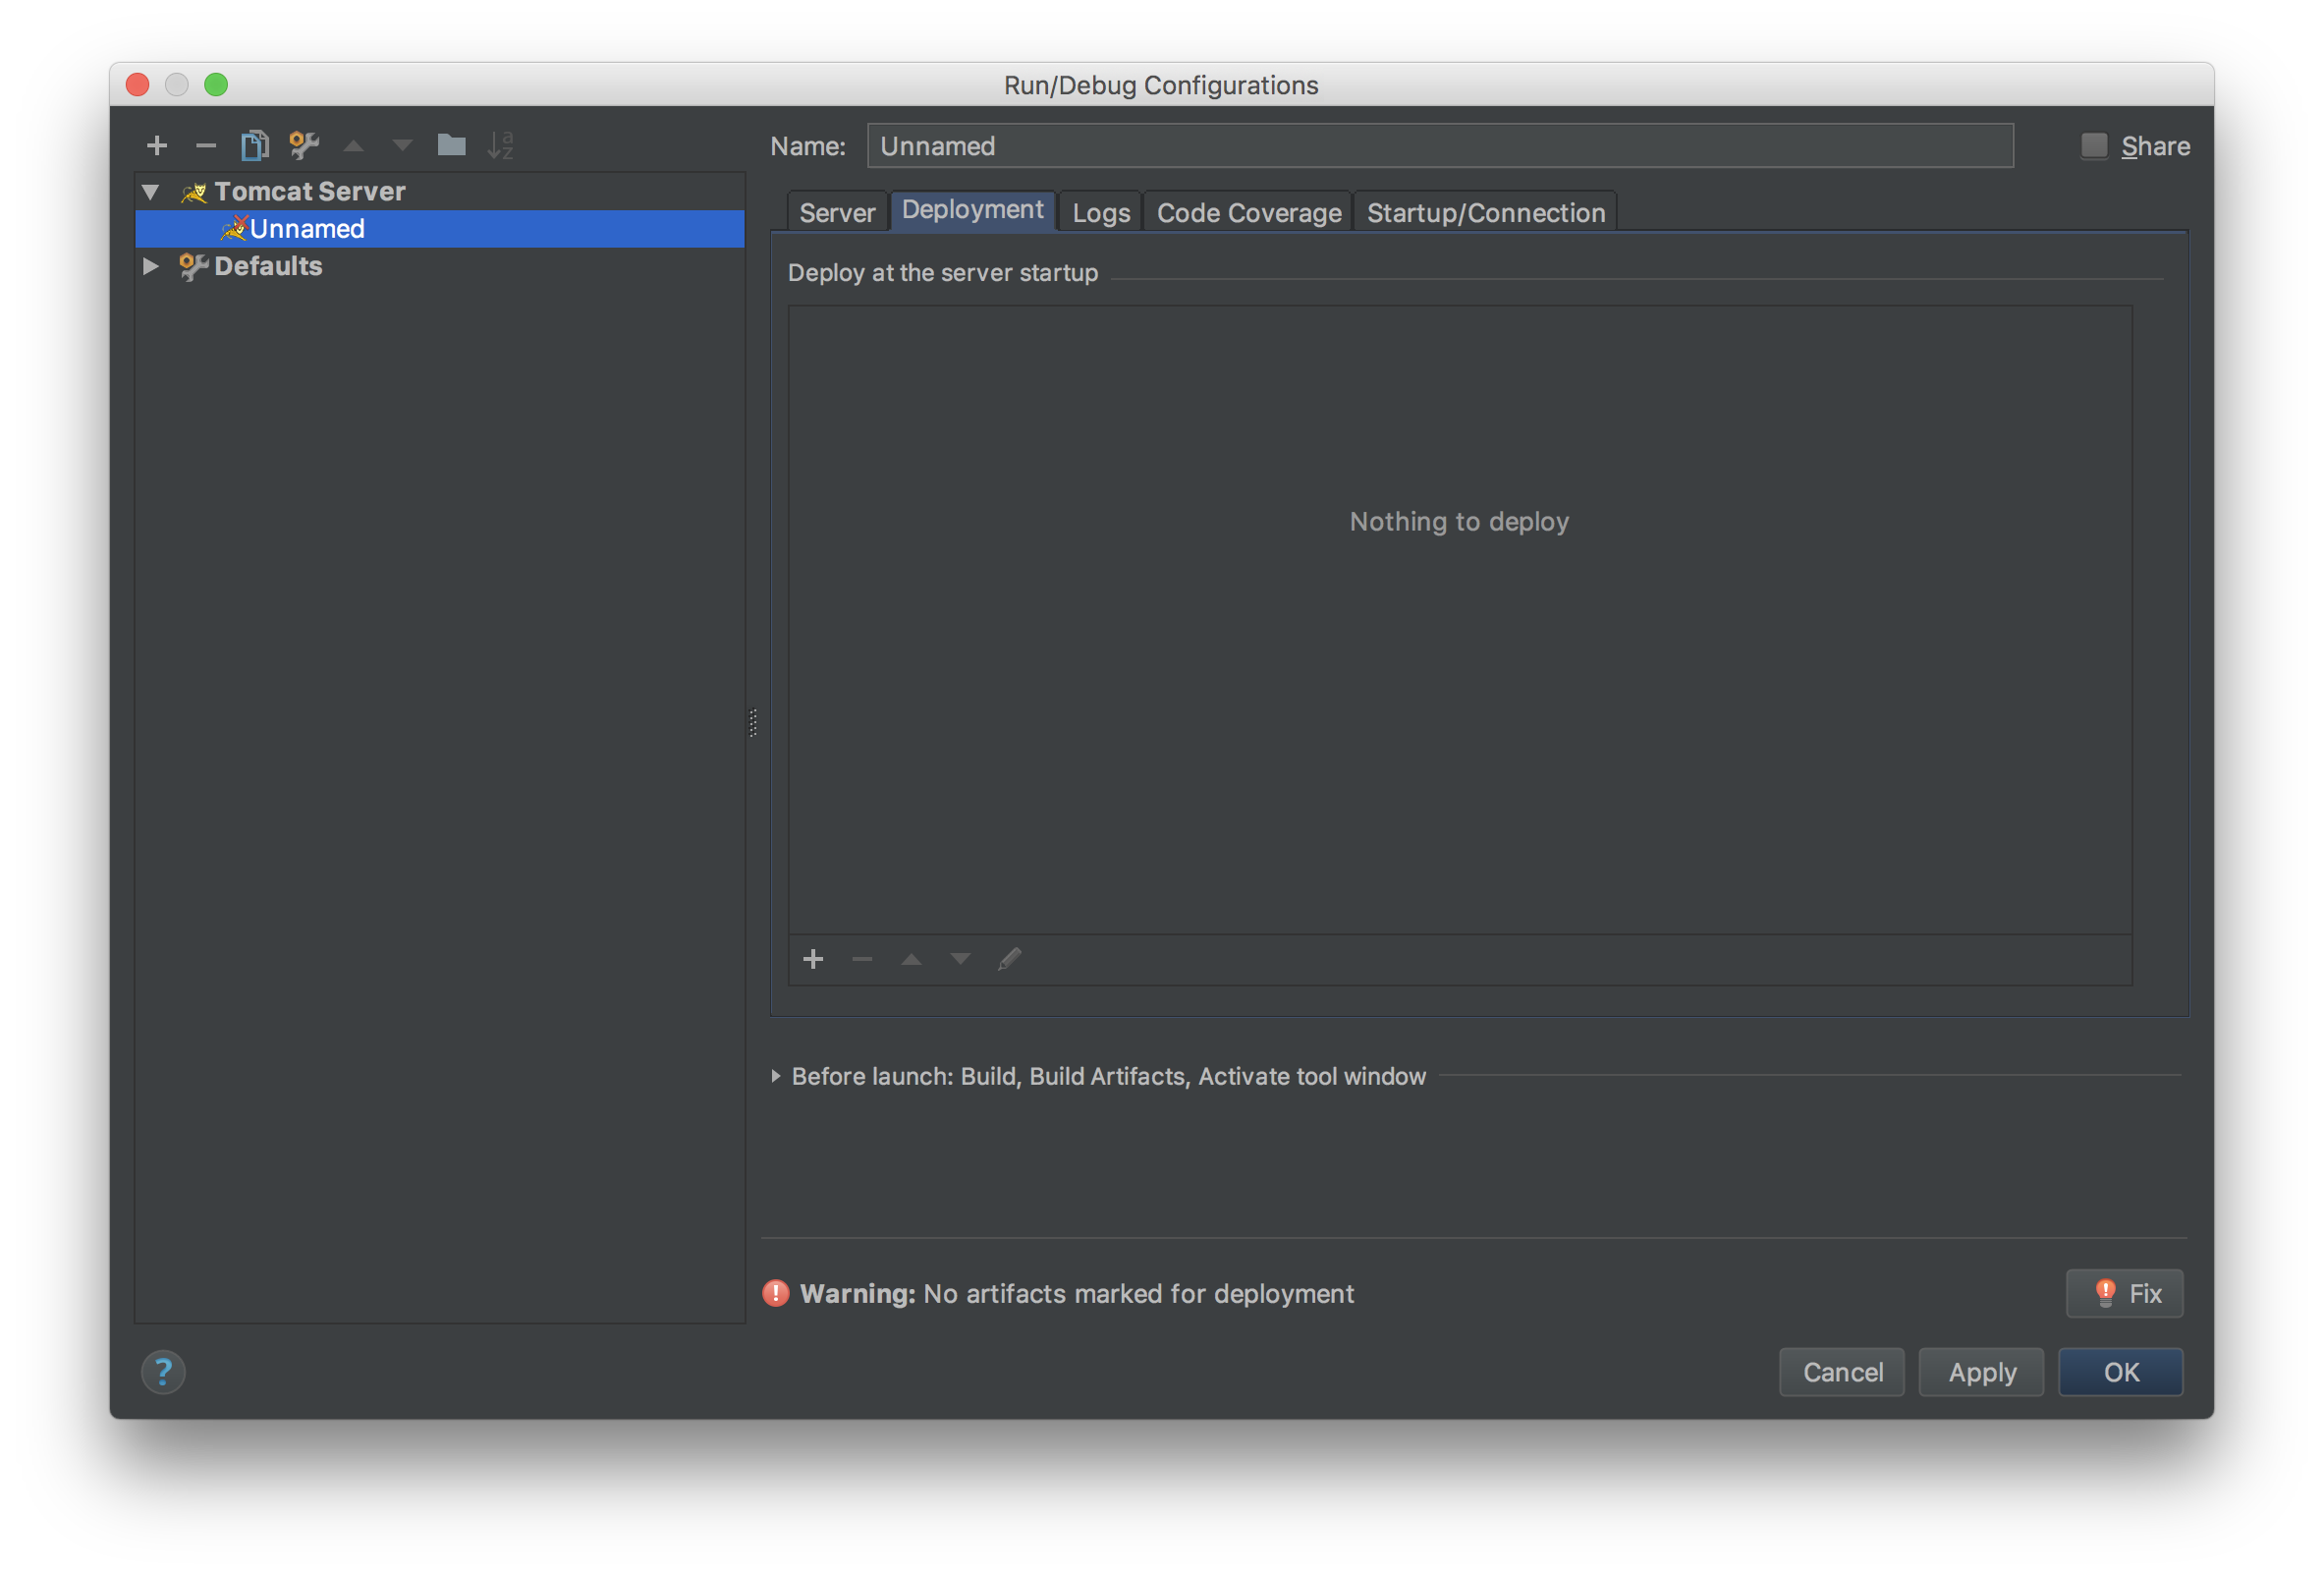 Run/Debug Configurations
Name: Unnamed Share
Tomcat Server
Unnamed
Defaults
Server Deployment Logs Code Coverage Startup/Connection
Deploy at the server startup
Nothing to deploy
Before launch: Build, Build Artifacts, Activate tool window
Warning: No artifacts marked for deployment Fix
? Cancel Apply OK